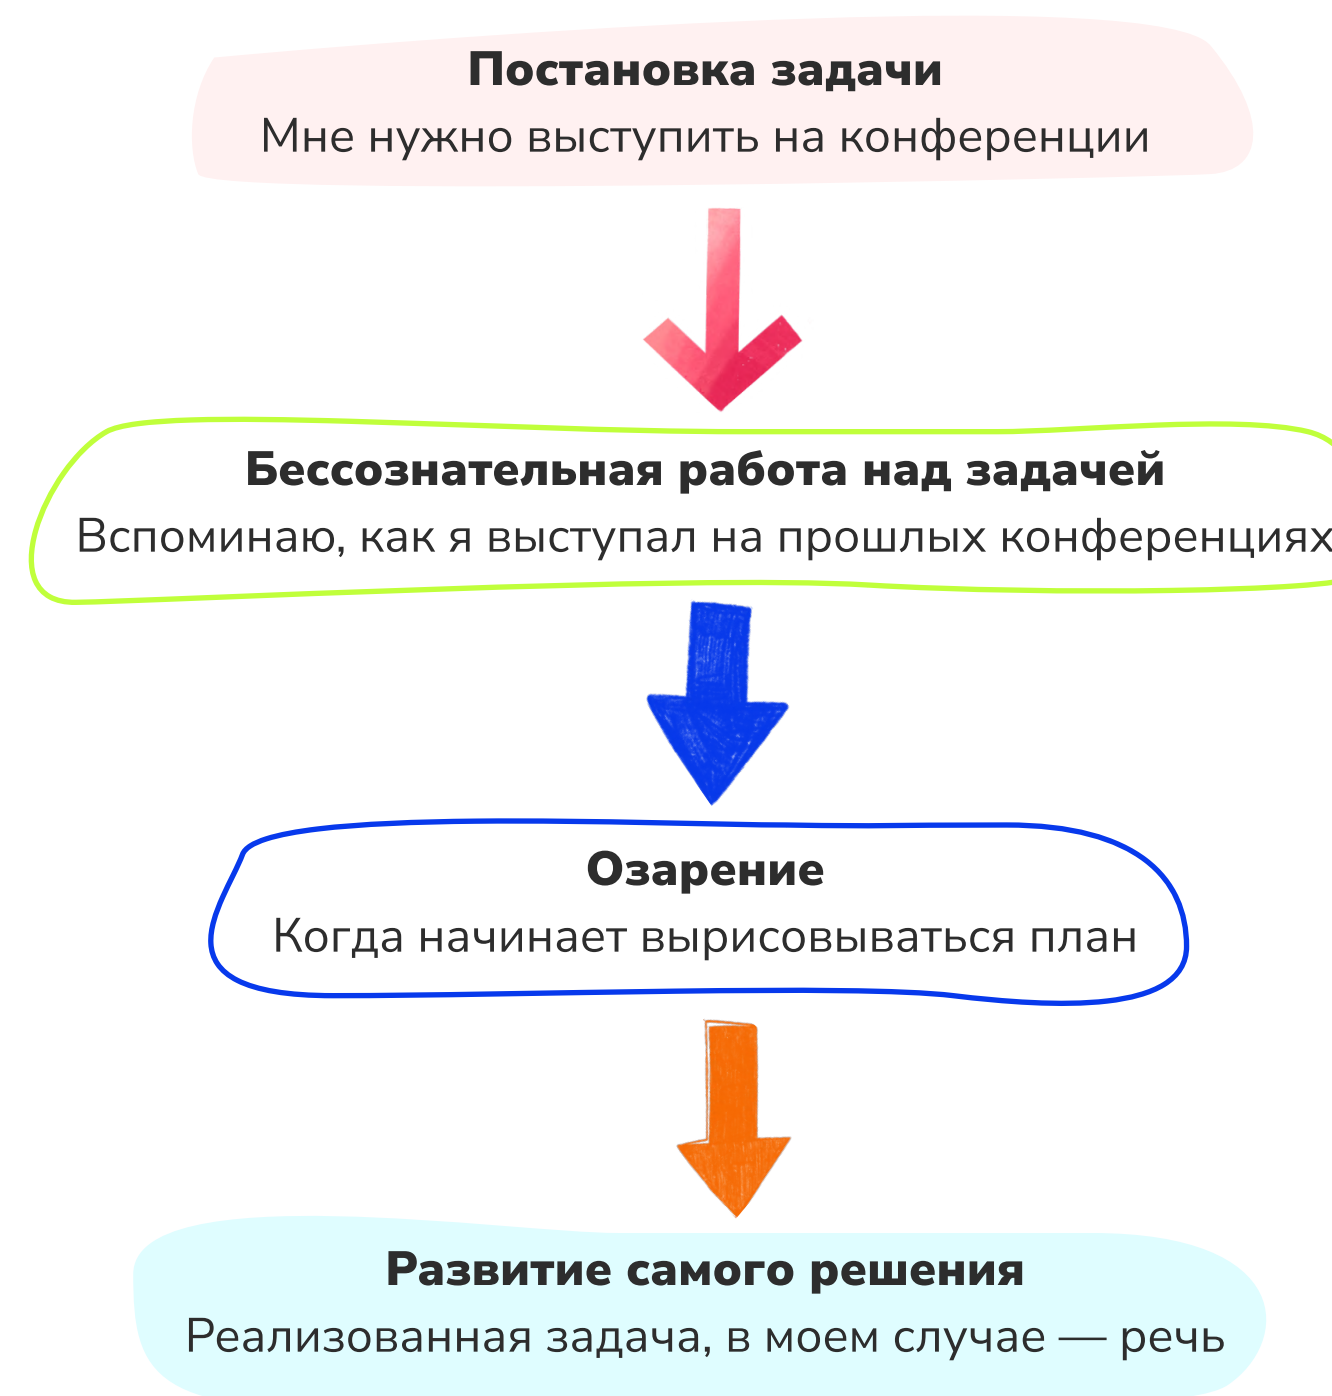 Постановка задачи
Мне нужно выступить на конференции
Бессознательная работа над задачей
Вспоминаю, как я выступал на прошлых конференциях
Озарение
Когда начинает вырисовываться план
Развитие самого решения
Реализованная задача, в моем случае — речь